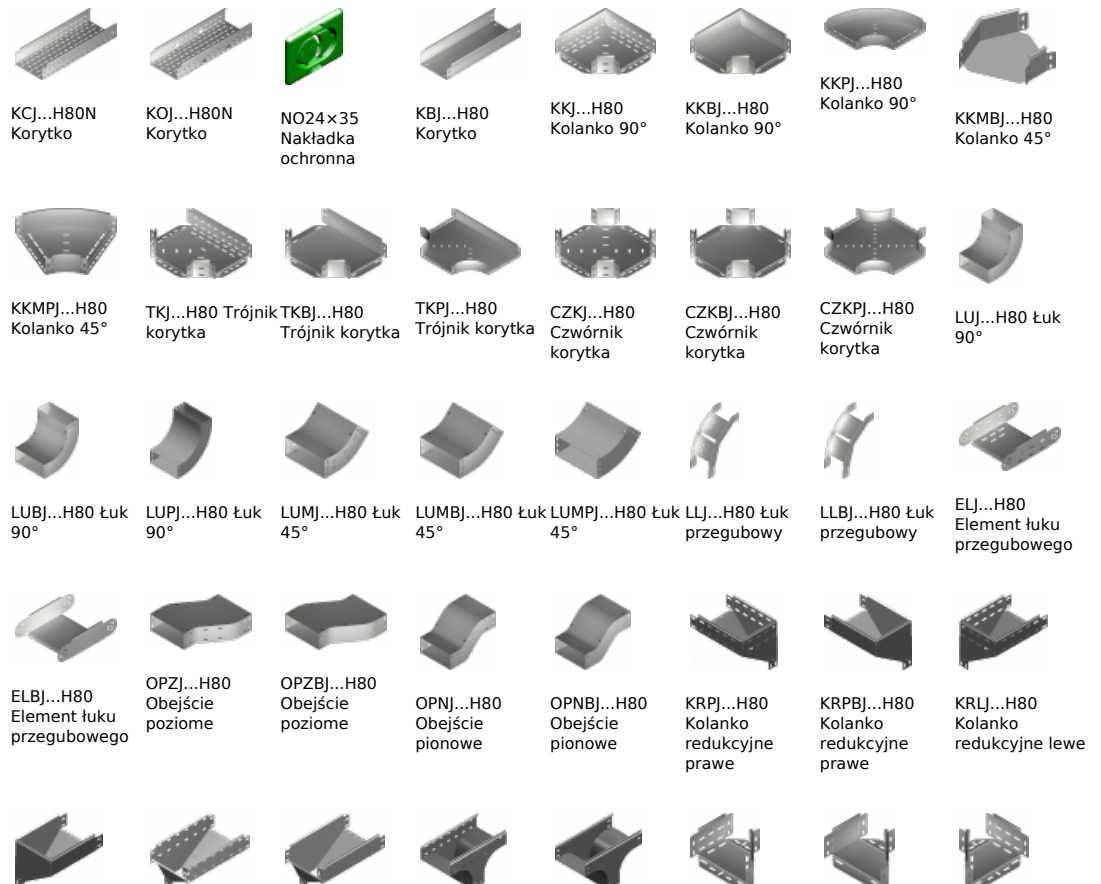 KCJ...H80N
Korytko
KOJ...H80N
Korytko
NO24×35
Nakładka
ochronna
KBJ...H80
Korytko
KKJ...H80
Kolanko 90°
KKBJ...H80
Kolanko 90°
KKPJ...H80
Kolanko 90°
KKMBJ...H80
Kolanko 45°
KKMPJ...H80
Kolanko 45°
TKJ...H80 Trójnik
korytka
TKBJ...H80
Trójnik korytka
TKPJ...H80
Trójnik korytka
CZKJ...H80
Czwórnik
korytka
CZKBJ...H80
Czwórnik
korytka
CZKPJ...H80
Czwórnik
korytka
LUJ...H80 Łuk
90°
LUBJ...H80 Łuk
90°
LUPJ...H80 Łuk
90°
LUMJ...H80 Łuk
45°
LUMBJ...H80 Łuk
45°
LUMPJ...H80 Łuk
45°
LLJ...H80 Łuk
przegubowy
LLBJ...H80 Łuk
przegubowy
ELJ...H80
Element łuku
przegubowego
ELBJ...H80
Element łuku
przegubowego
OPZJ...H80
Obejście
poziome
OPZBJ...H80
Obejście
poziome
OPNJ...H80
Obejście
pionowe
OPNBJ...H80
Obejście
pionowe
KRPJ...H80
Kolanko
redukcyjne
prawe
KRPBJ...H80
Kolanko
redukcyjne
prawe
KRLJ...H80
Kolanko
redukcyjne lewe